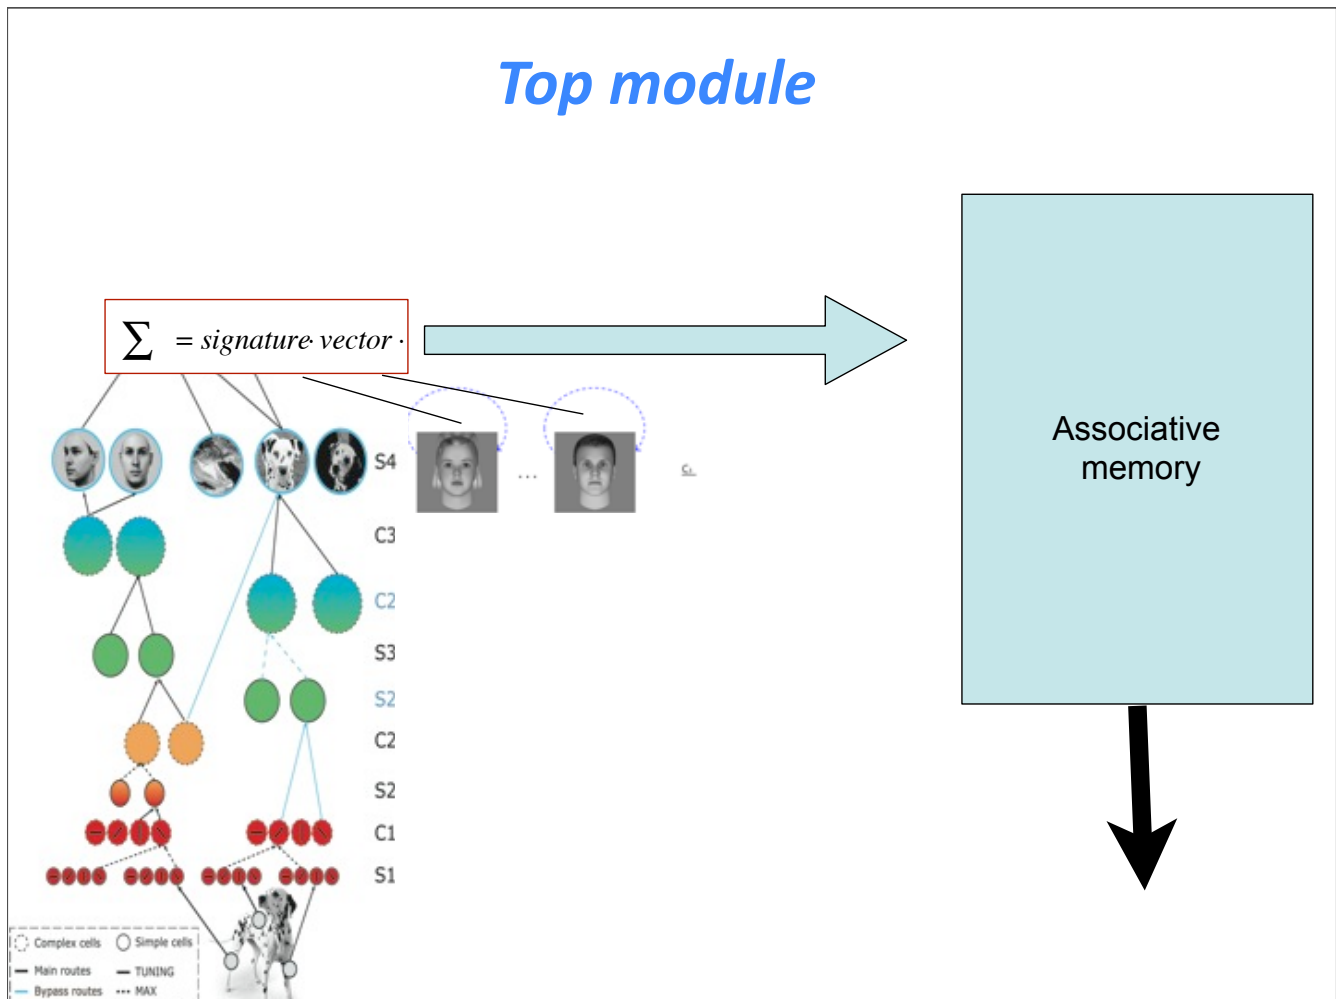 Top module
∑ = signature· vector ·
Associative
memory
S4
...
C₃
C2
S3
S2
C2
S2
C1
S1
Complex cells Simple cells
Main routes TUNING
Bypass routes MAX